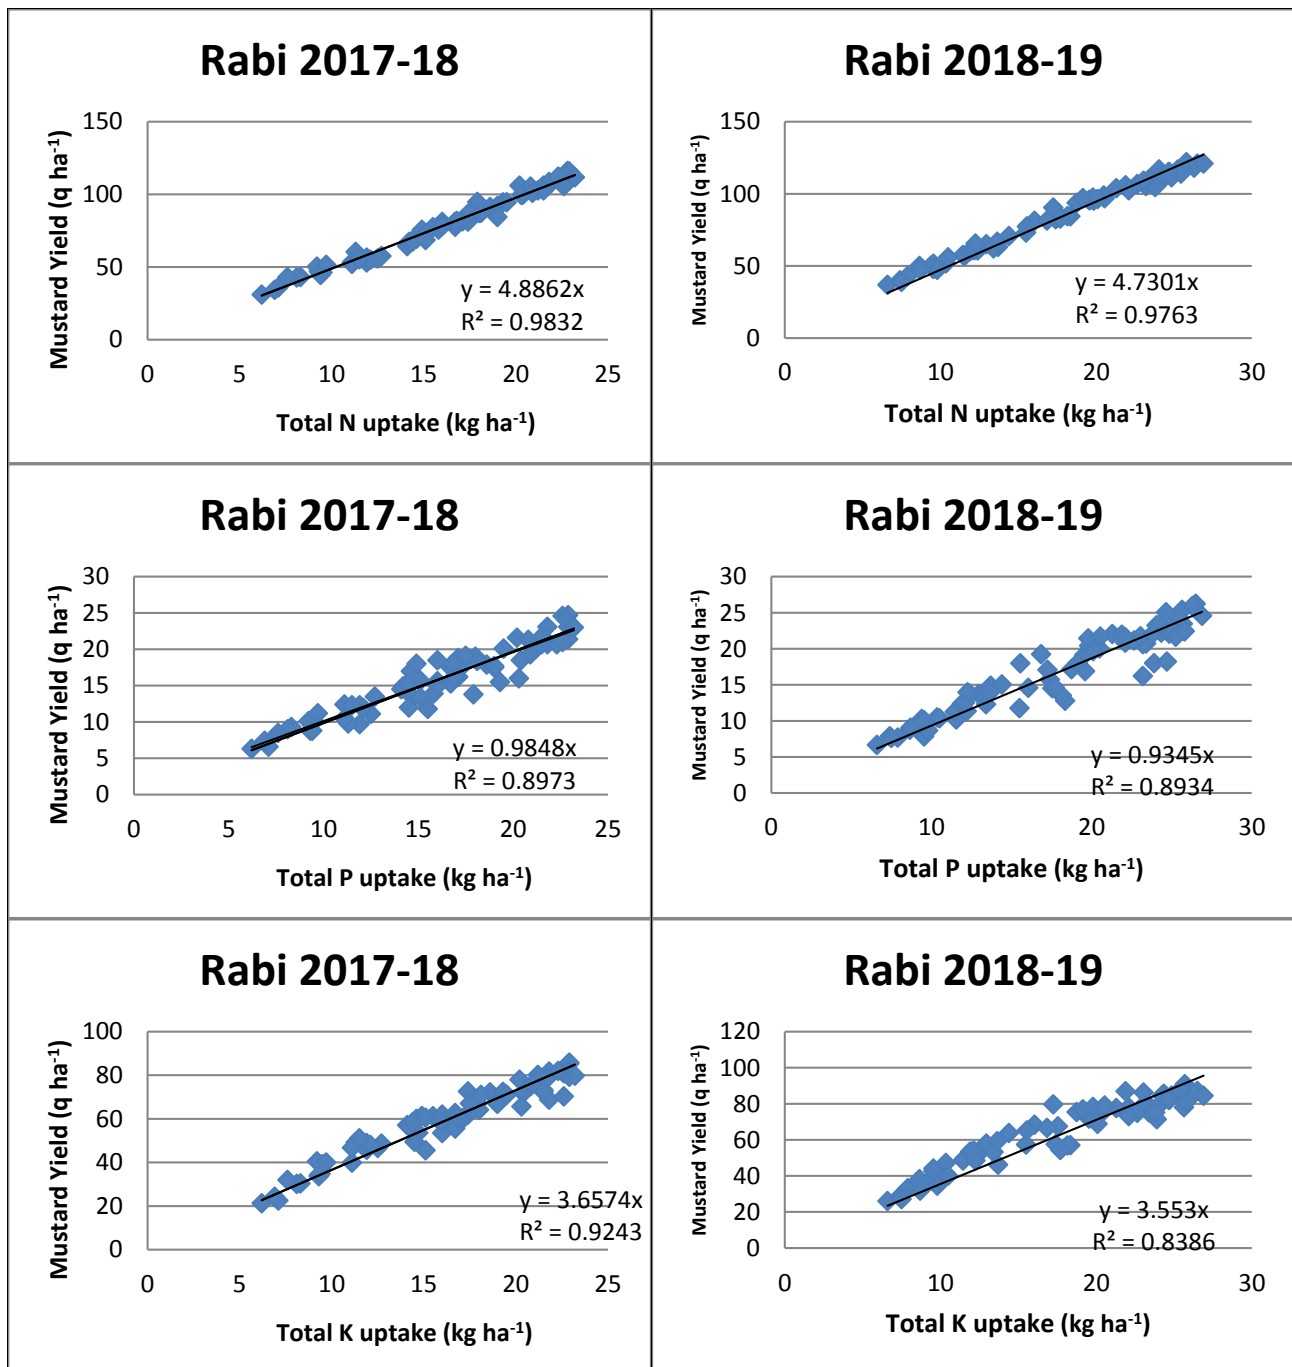 Rabi 2017-18
Mustard Yield (q ha⁻¹)
150
100
50
0
y = 4.8862x
R² = 0.9832
0 5 10 15 20 25
Total N uptake (kg ha⁻¹)
Rabi 2018-19
Mustard Yield (q ha⁻¹)
150
100
50
0
y = 4.7301x
R² = 0.9763
0 10 20 30
Total N uptake (kg ha⁻¹)
Rabi 2017-18
Mustard Yield (q ha⁻¹)
30
25
20
15
10
5
0
y = 0.9848x
R² = 0.8973
0 5 10 15 20 25
Total P uptake (kg ha⁻¹)
Rabi 2018-19
Mustard Yield (q ha⁻¹)
30
25
20
15
10
5
0
y = 0.9345x
R² = 0.8934
0 10 20 30
Total P uptake (kg ha⁻¹)
Rabi 2017-18
Mustard Yield (q ha⁻¹)
100
80
60
40
20
0
y = 3.6574x
R² = 0.9243
0 5 10 15 20 25
Total K uptake (kg ha⁻¹)
Rabi 2018-19
Mustard Yield (q ha⁻¹)
120
100
80
60
40
20
0
y = 3.553x
R² = 0.8386
0 10 20 30
Total K uptake (kg ha⁻¹)